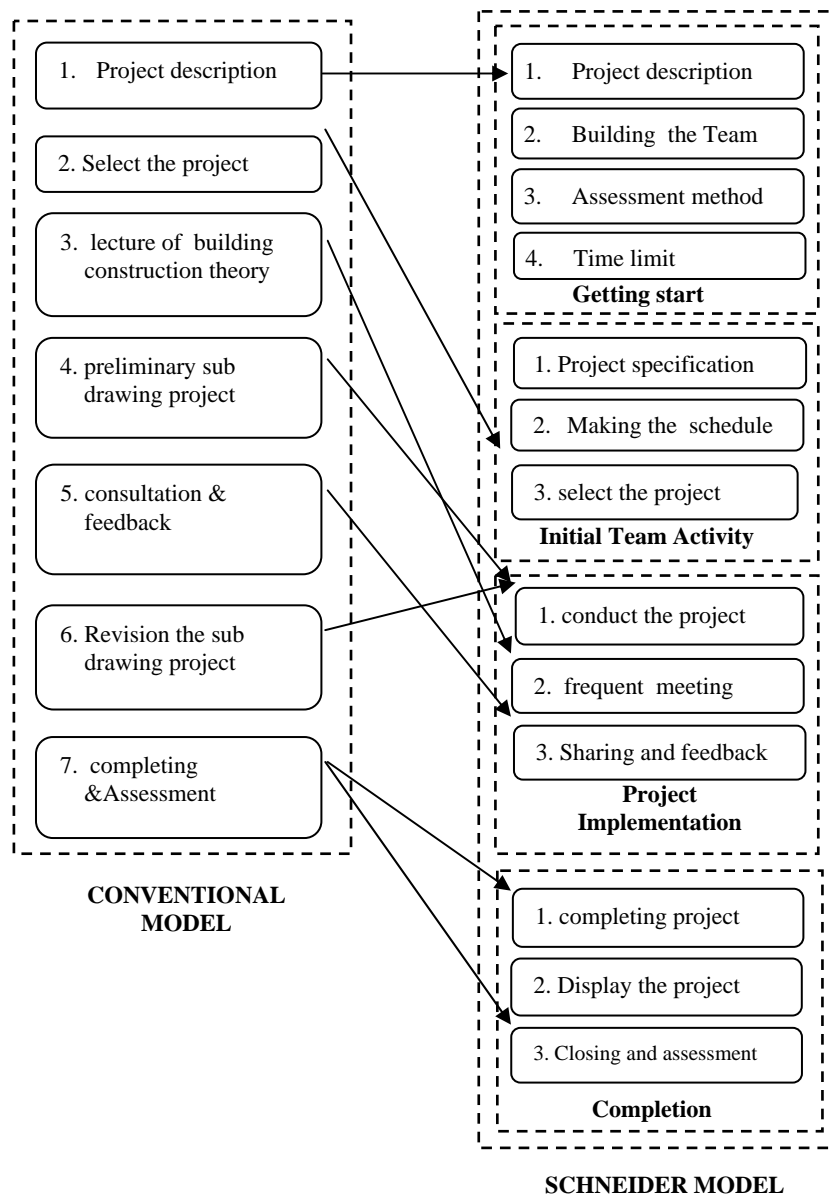 1. Project description
2. Select the project
3. lecture of building
construction theory
4. preliminary sub
drawing project
5. consultation &
feedback
6. Revision the sub
drawing project
7. completing
&Assessment
CONVENTIONAL
MODEL
1. Project description
2. Building the Team
3. Assessment method
4. Time limit
Getting start
1. Project specification
2. Making the schedule
3. select the project
Initial Team Activity
1. conduct the project
2. frequent meeting
3. Sharing and feedback
Project
Implementation
1. completing project
2. Display the project
3. Closing and assessment
Completion
SCHNEIDER MODEL